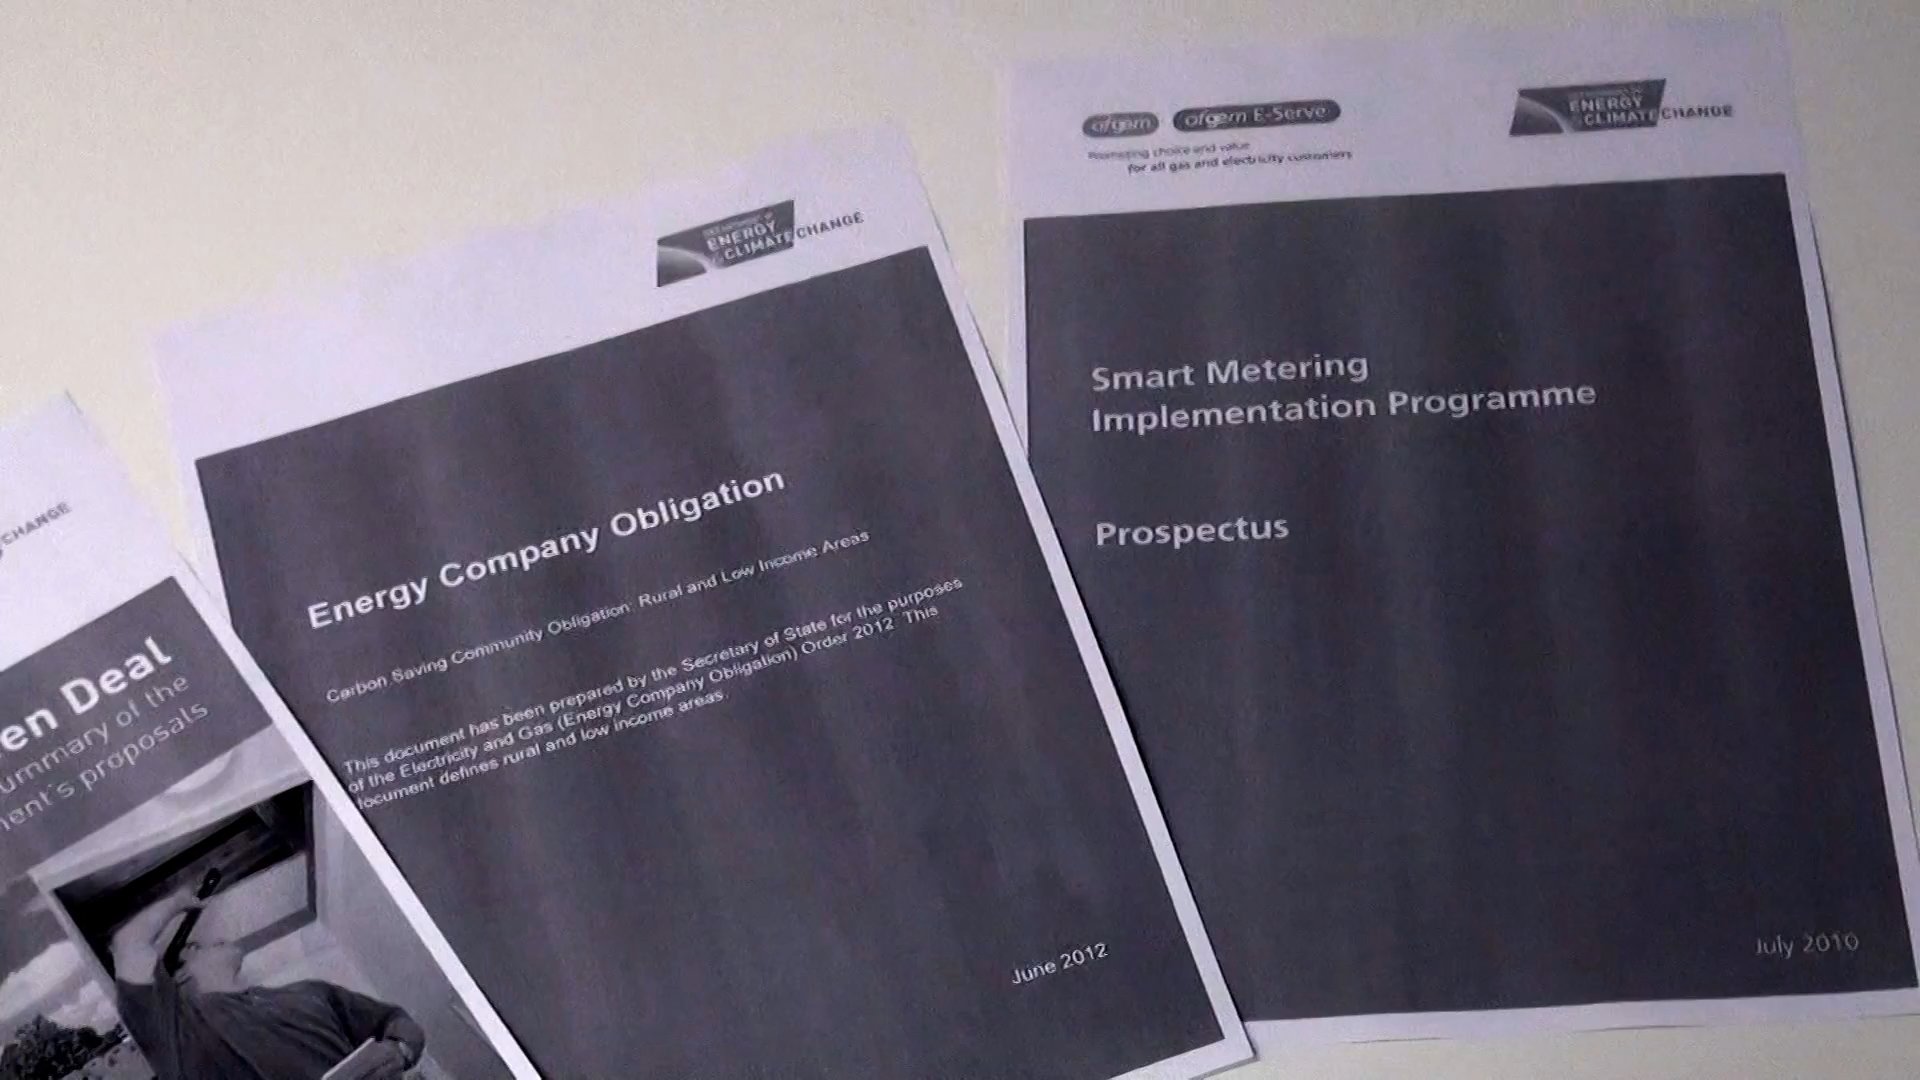 CHANGE
en Deal
ummary of the
ent's proposals
ENERGY
CLIMATE CHANGE
Energy Company Obligation
Carbon Saving Community Obligation: Rural and Low Income Areas
This document has been prepared by the Secretary of State for the purposes
of the Electricity and Gas (Energy Company Obligation) Order 2012 This
document defines rural and low income areas.
June 2012
ofgem
ofgem E-Serve
Promoting choice and value
for all gas and electricity customers
ENERGY
CLIMATE CHANGE
Smart Metering
Implementation Programme
Prospectus
July 2010